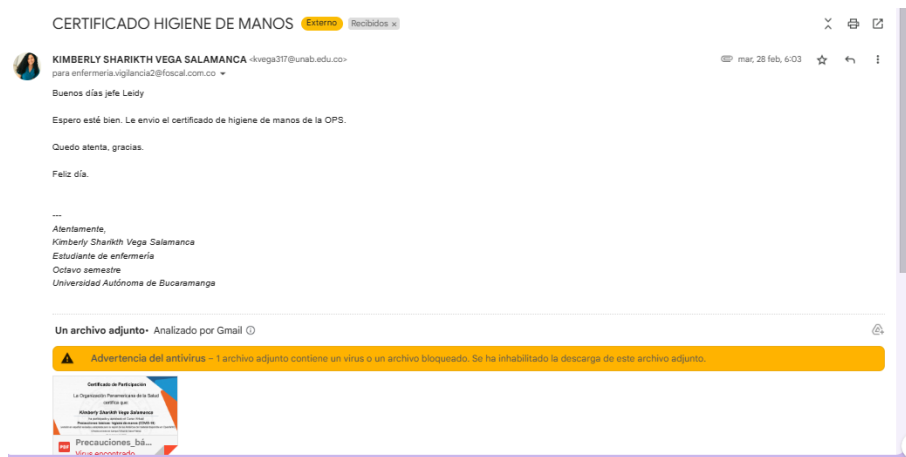 CERTIFICADO HIGIENE DE MANOS Externo Recibidos x
KIMBERLY SHARIKTH VEGA SALAMANCA <kvega317@unab.edu.co> mar, 28 feb, 6:03
para enfermeria.vigilancia2@foscal.com.co
Buenos días jefe Leidy
Espero esté bien. Le envio el certificado de higiene de manos de la OPS.
Quedo atenta, gracias.
Feliz día.
---
Atentamente,
Kimberly Sharikth Vega Salamanca
Estudiante de enfermería
Octavo semestre
Universidad Autónoma de Bucaramanga
Un archivo adjunto• Analizado por Gmail
Advertencia del antivirus – 1 archivo adjunto contiene un virus o un archivo bloqueado. Se ha inhabilitado la descarga de este archivo adjunto.
Certificado de Participación
La Organización Panamericana de la Salud
certifica que:
Kimberly Sharikth Vega Salamanca
PDF Precauciones_bá...
Virus encontrado